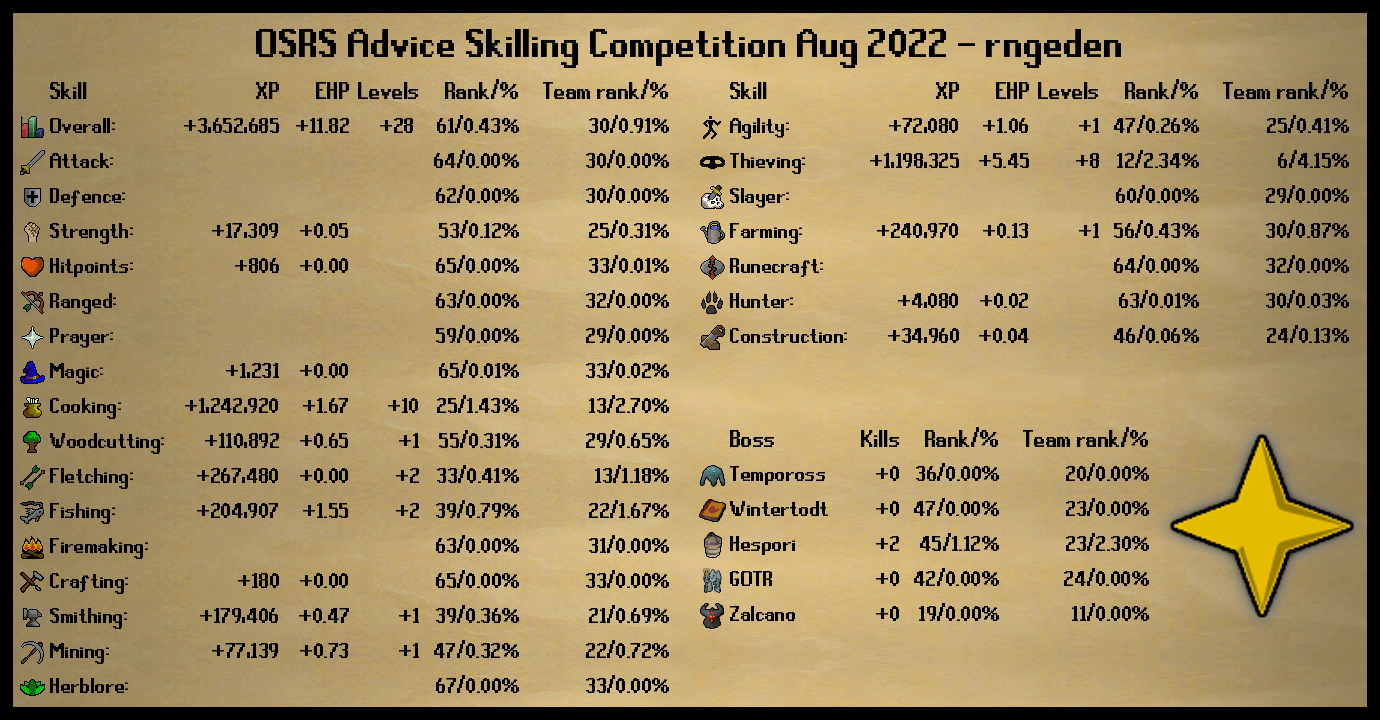 OSRS Advice Skilling Competition Aug 2022 - rngeden
Skill XP EHP Levels Rank/% Team rank/%
Overall: +3,652,685 +11.82 +28 61/0.43% 30/0.91%
Attack: 64/0.00% 30/0.00%
Defence: 62/0.00% 30/0.00%
Strength: +17,309 +0.05 53/0.12% 25/0.31%
Hitpoints: +806 +0.00 65/0.00% 33/0.01%
Ranged: 63/0.00% 32/0.00%
Prayer: 59/0.00% 29/0.00%
Magic: +1,231 +0.00 65/0.01% 33/0.02%
Cooking: +1,242,920 +1.67 +10 25/1.43% 13/2.70%
Woodcutting: +110,892 +0.65 +1 55/0.31% 29/0.65%
Fletching: +267,480 +0.00 +2 33/0.41% 13/1.18%
Fishing: +204,907 +1.55 +2 39/0.79% 22/1.67%
Firemaking: 63/0.00% 31/0.00%
Crafting: +180 +0.00 65/0.00% 33/0.00%
Smithing: +179,406 +0.47 +1 39/0.36% 21/0.69%
Mining: +77,139 +0.73 +1 47/0.32% 22/0.72%
Herblore: 67/0.00% 33/0.00%
Skill XP EHP Levels Rank/% Team rank/%
Agility: +72,080 +1.06 +1 47/0.26% 25/0.41%
Thieving: +1,198,325 +5.45 +8 12/2.34% 6/4.15%
Slayer: 60/0.00% 29/0.00%
Farming: +240,970 +0.13 +1 56/0.43% 30/0.87%
Runecraft: 64/0.00% 32/0.00%
Hunter: +4,080 +0.02 63/0.01% 30/0.03%
Construction: +34,960 +0.04 46/0.06% 24/0.13%
Boss Kills Rank/% Team rank/%
Tempoross +0 36/0.00% 20/0.00%
Wintertodt +0 47/0.00% 23/0.00%
Hespori +2 45/1.12% 23/2.30%
GOTR +0 42/0.00% 24/0.00%
Zalcano +0 19/0.00% 11/0.00%